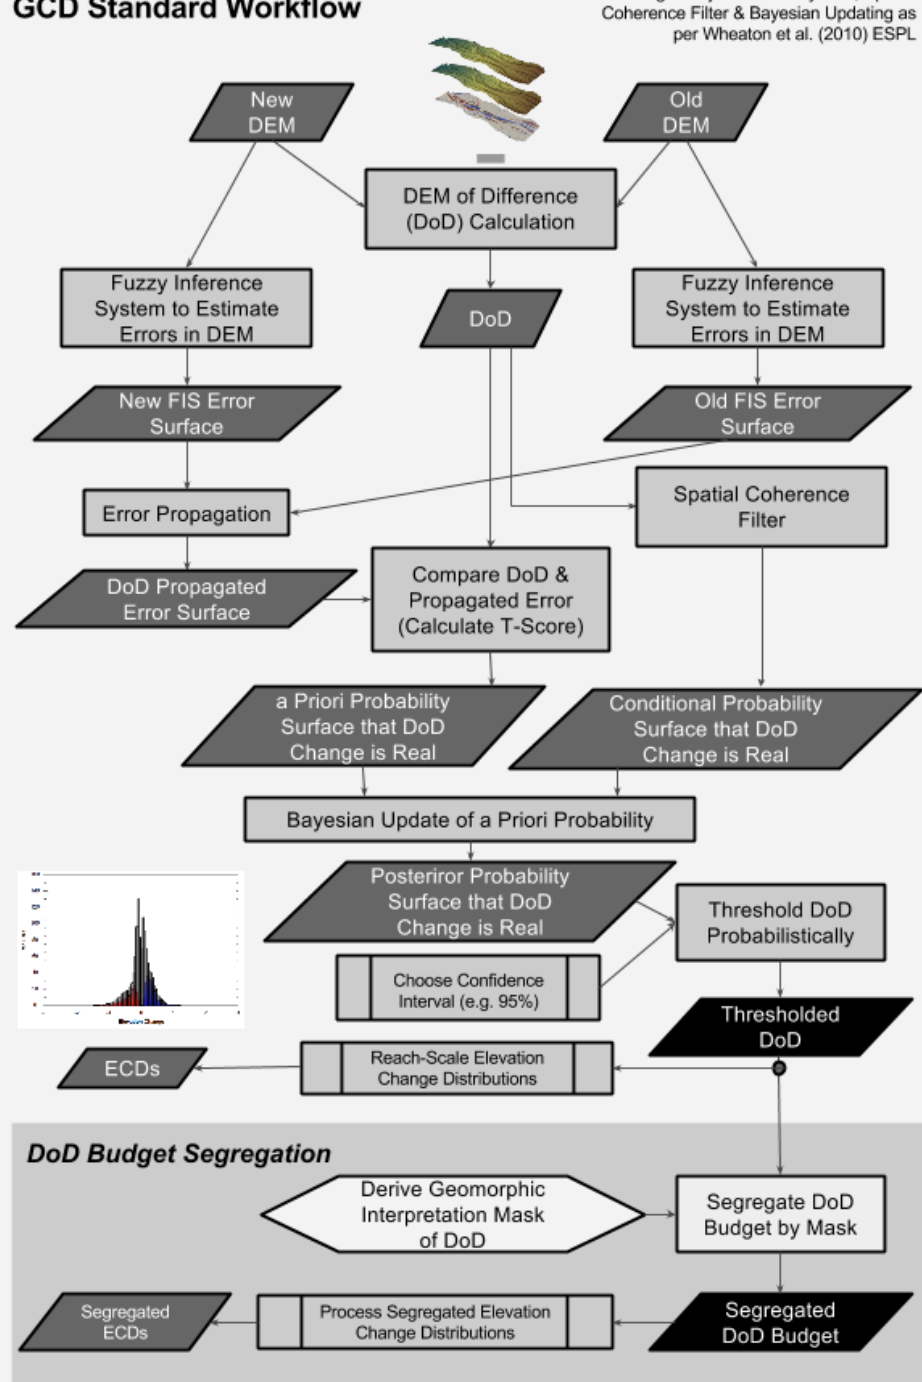 GCD Standard Workflow
Coherence Filter & Bayesian Updating as
per Wheaton et al. (2010) ESPL
New
DEM
Old
DEM
DEM of Difference
(DoD) Calculation
Fuzzy Inference
System to Estimate
Errors in DEM
DoD
Fuzzy Inference
System to Estimate
Errors in DEM
New FIS Error
Surface
Old FIS Error
Surface
Error Propagation
Spatial Coherence
Filter
DoD Propagated
Error Surface
Compare DoD &
Propagated Error
(Calculate T-Score)
a Priori Probability
Surface that DoD
Change is Real
Conditional Probability
Surface that DoD
Change is Real
Bayesian Update of a Priori Probability
Posteriror Probability
Surface that DoD
Change is Real
Threshold DoD
Probabilistically
Choose Confidence
Interval (e.g. 95%)
Thresholded
DoD
ECDs
Reach-Scale Elevation
Change Distributions
DoD Budget Segregation
Derive Geomorphic
Interpretation Mask
of DoD
Segregate DoD
Budget by Mask
Segregated
ECDs
Process Segregated Elevation
Change Distributions
Segregated
DoD Budget